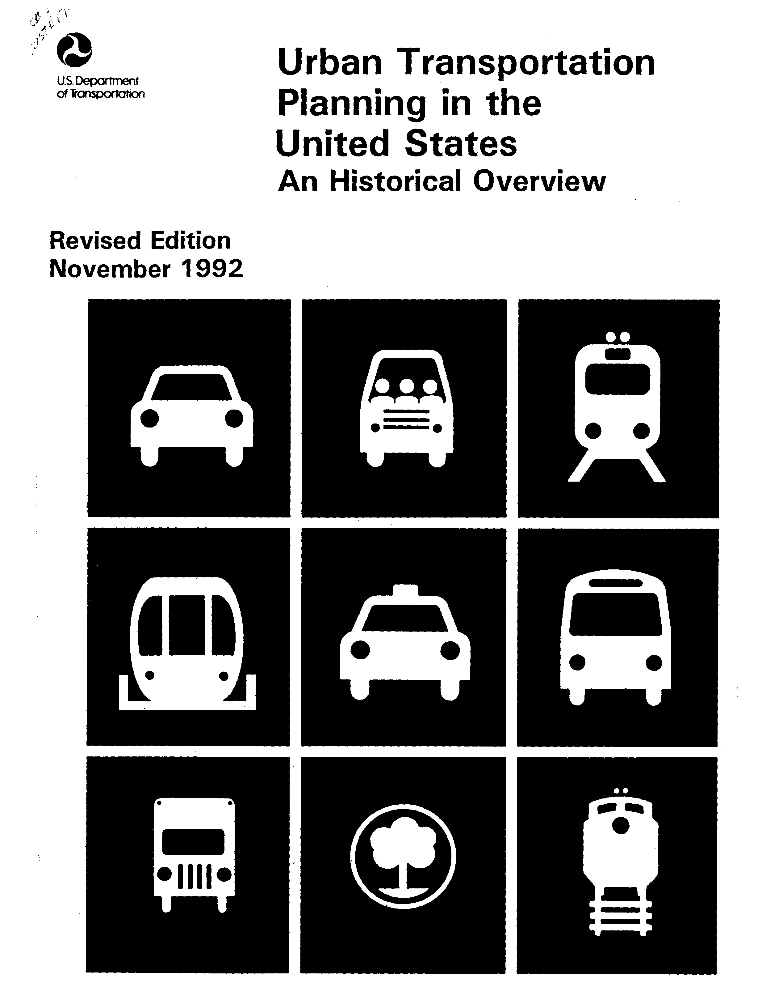 U.S. Department
of Transportation
Urban Transportation
Planning in the
United States
An Historical Overview
Revised Edition
November 1992